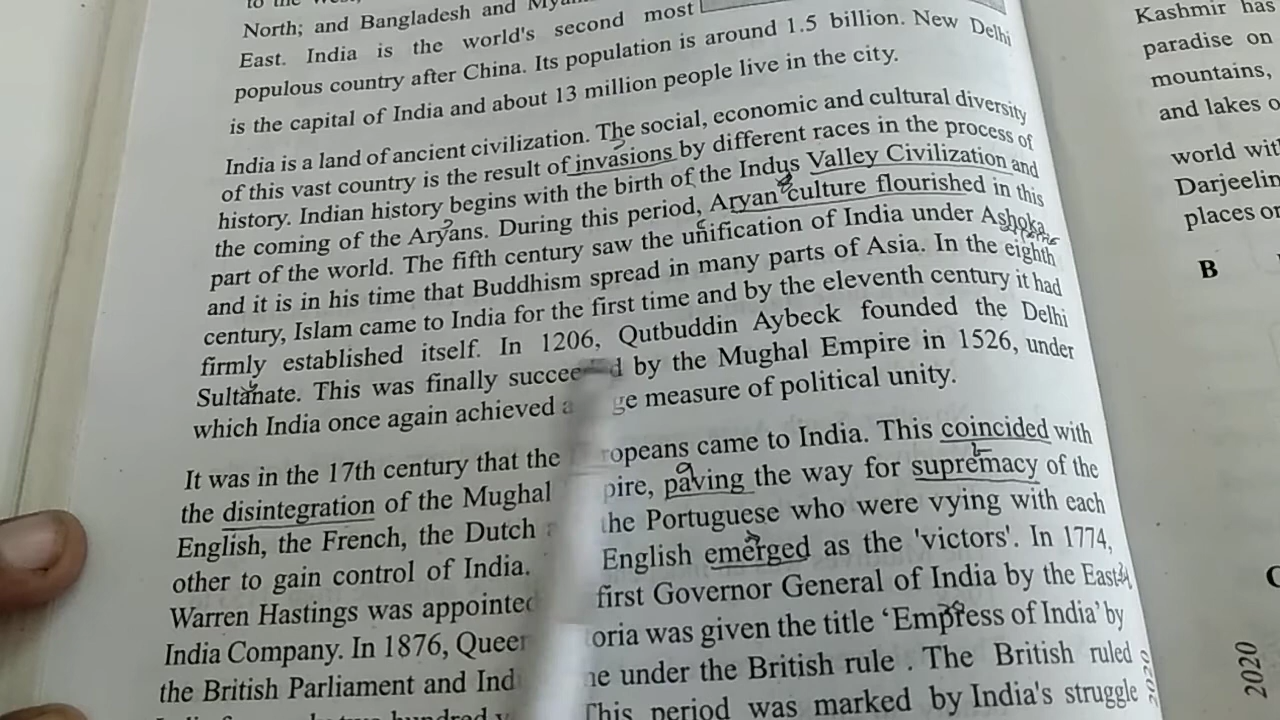 to the West,
North; and Bangladesh and Myan
East. India is the world's second most
populous country after China. Its population is around 1.5 billion. New Delhi
is the capital of India and about 13 million people live in the city.
India is a land of ancient civilization. The social, economic and cultural diversity
of this vast country is the result of invasions by different races in the process of
history. Indian history begins with the birth of the Indus Valley Civilization and
the coming of the Aryans. During this period, Aryan culture flourished in this
part of the world. The fifth century saw the unification of India under Ashoka
and it is in his time that Buddhism spread in many parts of Asia. In the eighth
century, Islam came to India for the first time and by the eleventh century it had
firmly established itself. In 1206, Qutbuddin Aybeck founded the Delhi
Sultanate. This was finally succee d by the Mughal Empire in 1526, under
which India once again achieved a ge measure of political unity.
It was in the 17th century that the ropeans came to India. This coincided with
the disintegration of the Mughal pire, paving the way for supremacy of the
English, the French, the Dutch a the Portuguese who were vying with each
other to gain control of India. English emerged as the 'victors'. In 1774,
Warren Hastings was appointed first Governor General of India by the East
India Company. In 1876, Queen oria was given the title ‘Empress of India’ by
the British Parliament and Ind ne under the British rule . The British ruled
This period was marked by India's struggle
2020
Kashmir has
paradise on
mountains,
and lakes o
world wit
Darjeelin
places on
B
C
2020